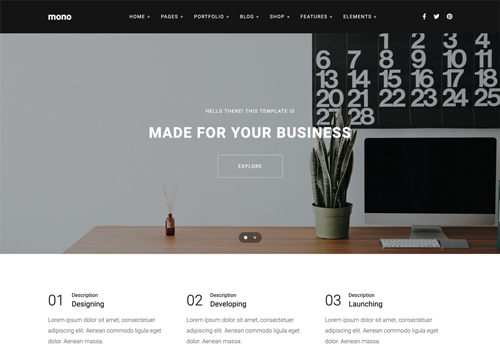 mono
HOME + PAGES + PORTFOLIO + BLOG + SHOP + FEATURES + ELEMENTS +
1 2 3 4
6 7 8 9 10 11
13 14 15 16 17 18
20 21 22 23 24 25
27 28
HELLO THERE! THIS TEMPLATE IS
MADE FOR YOUR BUSINESS
EXPLORE
01 Description
Designing
Lorem ipsum dolor sit amet, consectetuer
adipiscing elit. Aenean commodo ligula eget
dolor. Aenean massa.
02 Description
Developing
Lorem ipsum dolor sit amet, consectetuer
adipiscing elit. Aenean commodo ligula eget
dolor. Aenean massa.
03 Description
Launching
Lorem ipsum dolor sit amet, consectetuer
adipiscing elit. Aenean commodo ligula eget
dolor. Aenean massa.